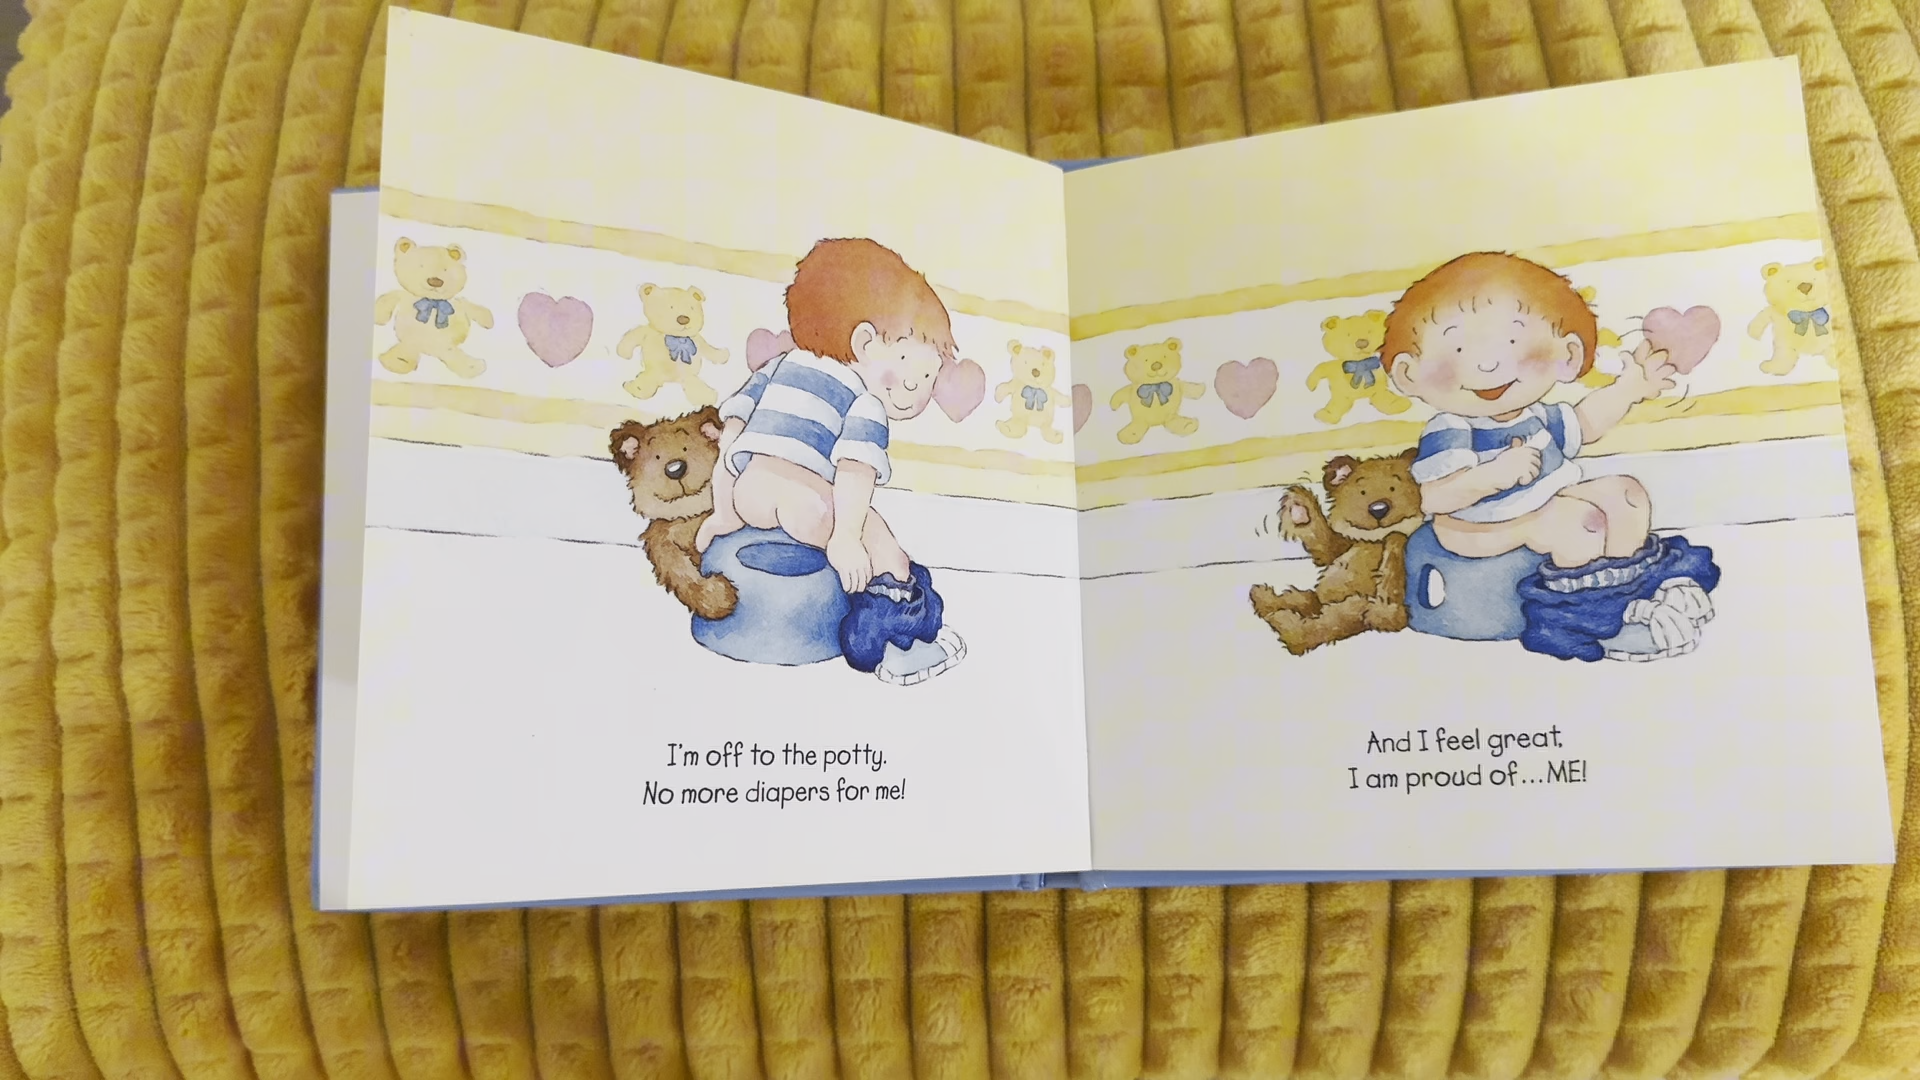 I'm off to the potty.
No more diapers for me!
And I feel great,
I am proud of...ME!